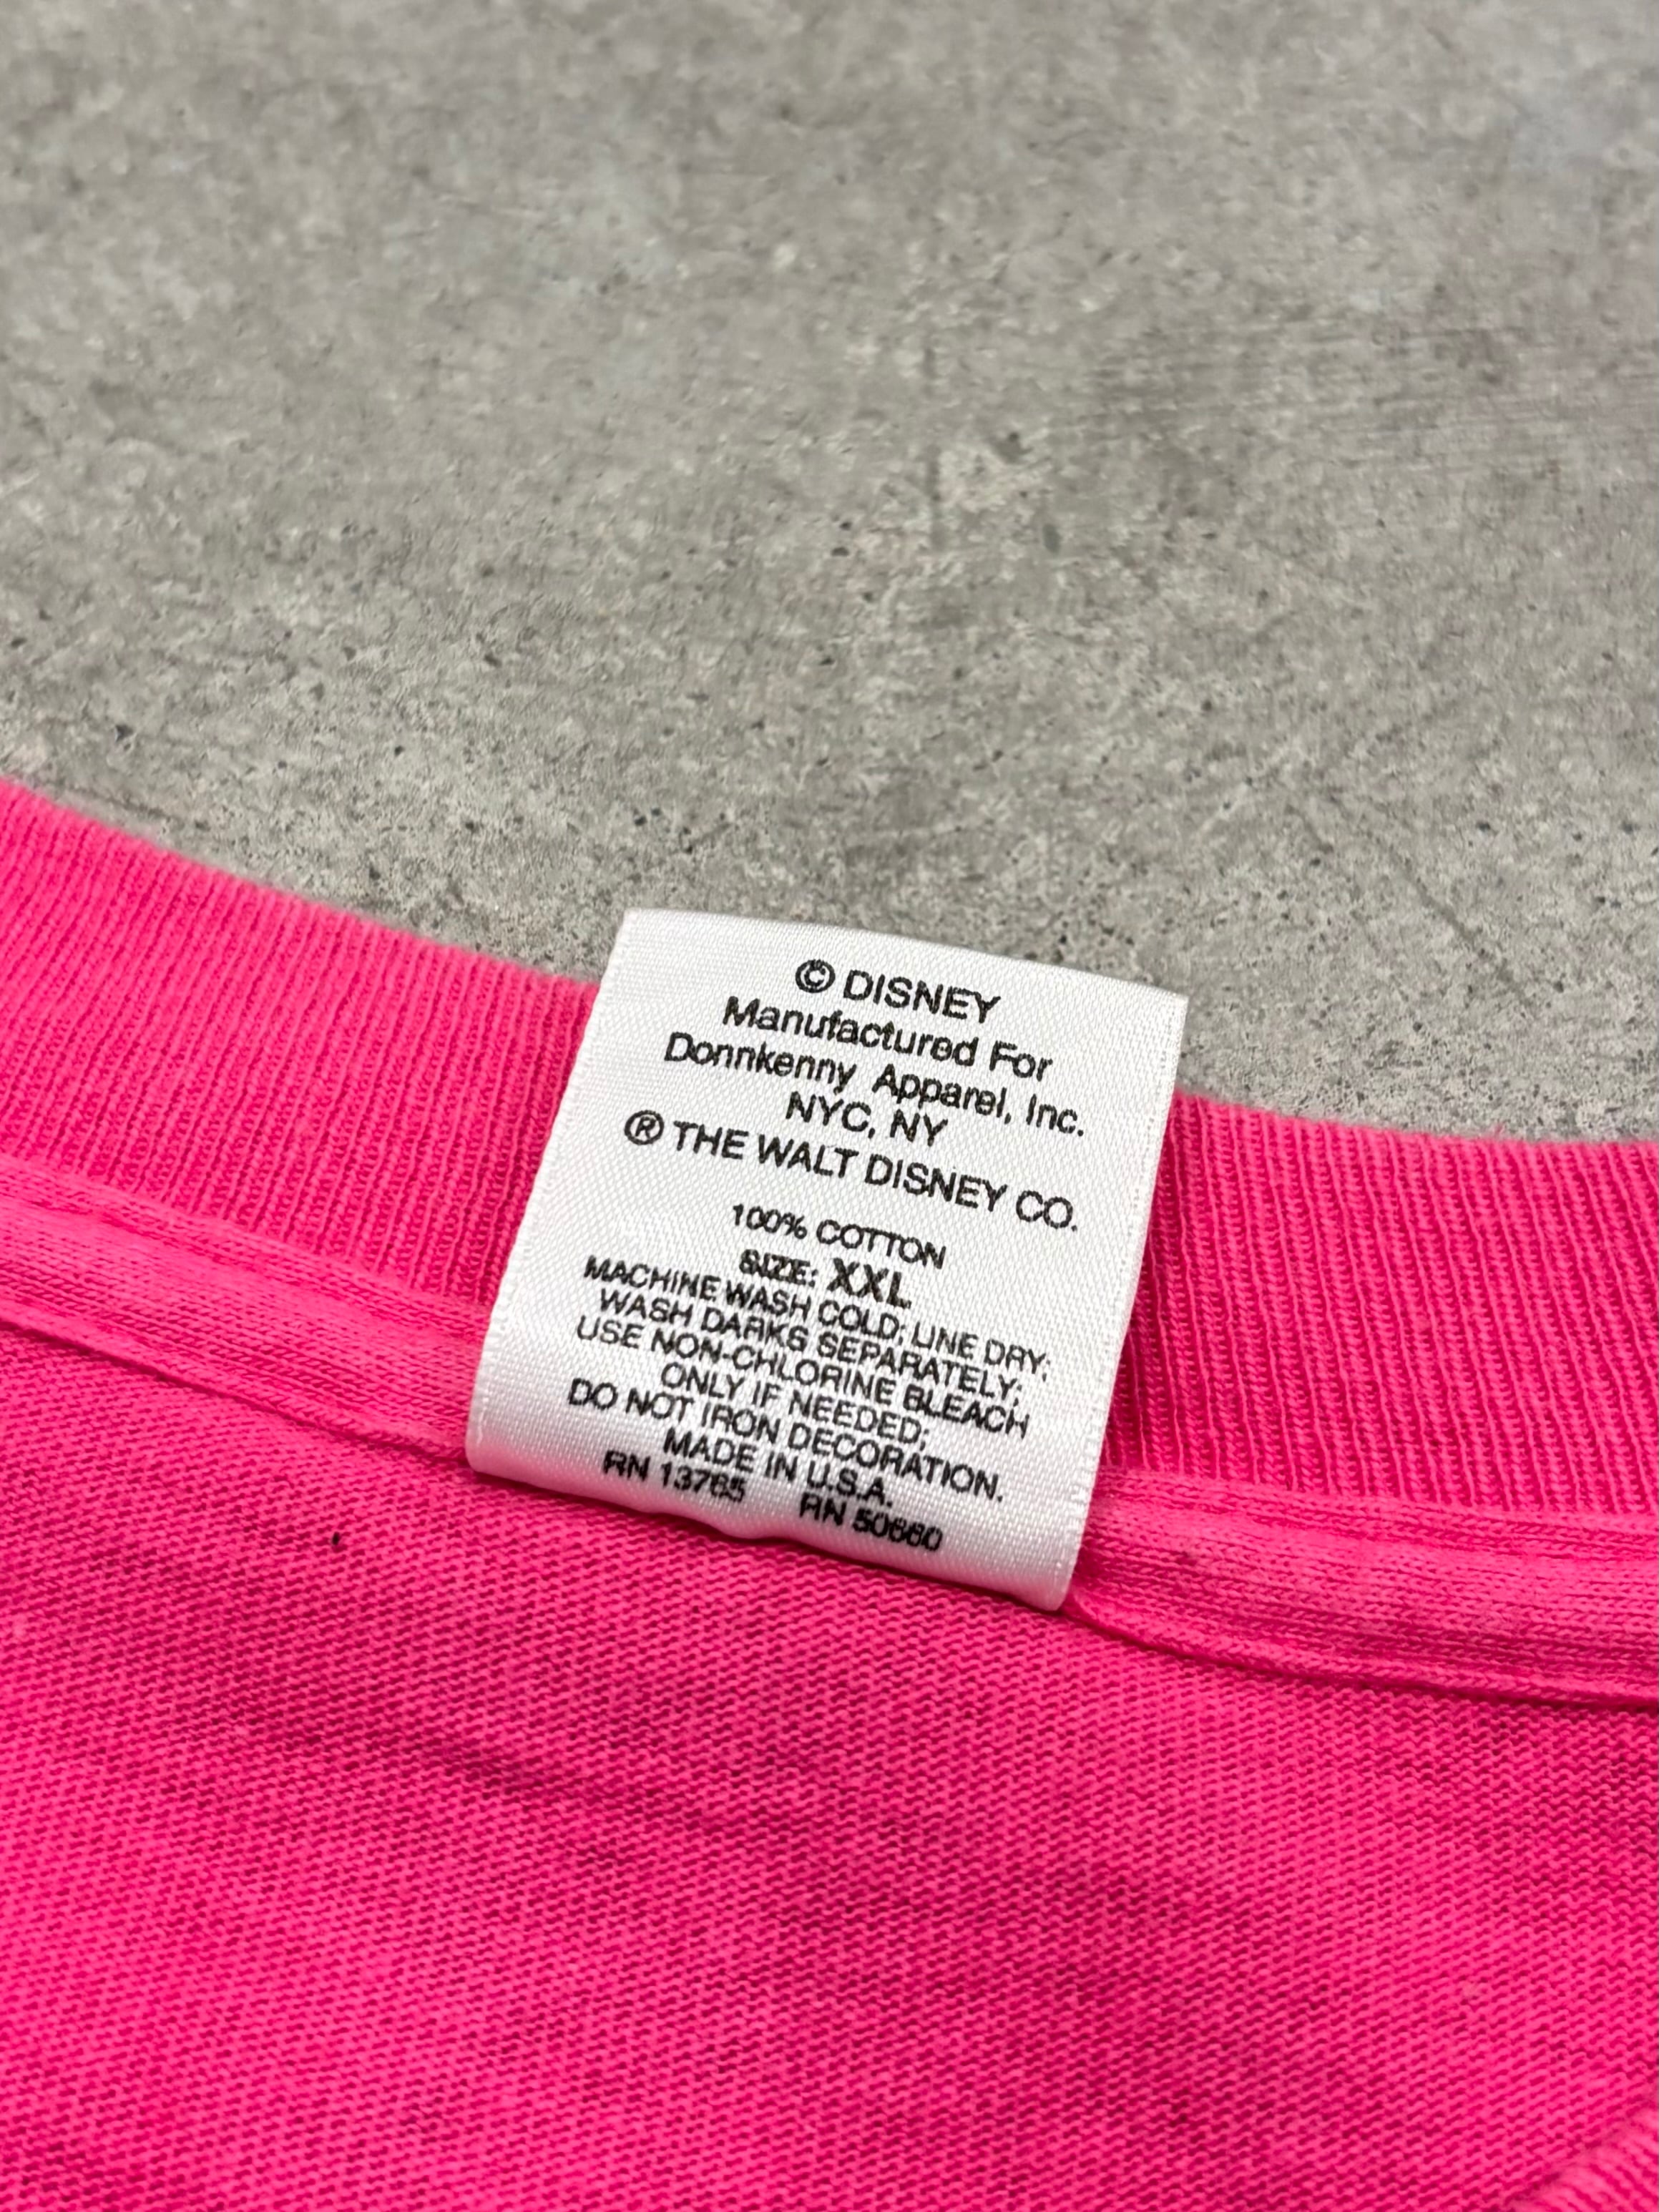 © DISNEY
Manufactured For
Donnkenny Apparel, Inc.
NYC, NY
® THE WALT DISNEY CO.
100% COTTON
SIZE: XXL
MACHINE WASH COLD; LINE DRY;
WASH DARKS SEPARATELY;
USE NON-CHLORINE BLEACH
ONLY IF NEEDED;
DO NOT IRON DECORATION.
MADE IN U.S.A.
RN 13765 RN 50660